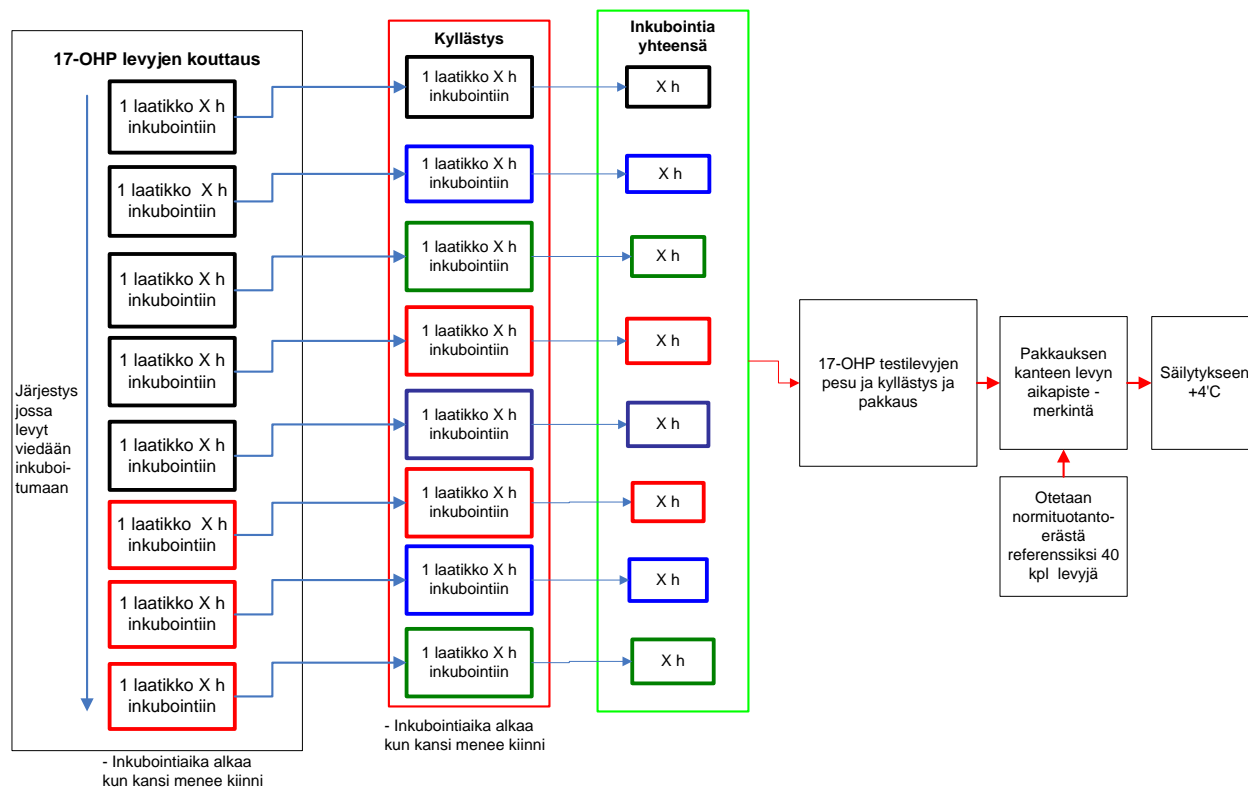 17-OHP levyjen kouttaus
1 laatikko X h
inkubointiin
1 laatikko X h
inkubointiin
1 laatikko X h
inkubointiin
1 laatikko X h
inkubointiin
1 laatikko X h
inkubointiin
1 laatikko X h
inkubointiin
1 laatikko X h
inkubointiin
1 laatikko X h
inkubointiin
Järjestys
jossa
levyt
viedään
inkuboi-
tumaan
- Inkubointiaika alkaa
kun kansi menee kiinni
Kyllästys
1 laatikko X h
inkubointiin
1 laatikko X h
inkubointiin
1 laatikko X h
inkubointiin
1 laatikko X h
inkubointiin
1 laatikko X h
inkubointiin
1 laatikko X h
inkubointiin
1 laatikko X h
inkubointiin
1 laatikko X h
inkubointiin
- Inkubointiaika alkaa
kun kansi menee kiinni
Inkubointia
yhteensä
X h
X h
X h
X h
X h
X h
X h
X h
17-OHP testilevyjen
pesu ja kyllästys ja
pakkaus
Pakkauksen
kanteen levyn
aikapiste -
merkintä
Säilytykseen
+4'C
Otetaan
normituotanto-
erästä
referenssiksi 40
kpl levyjä